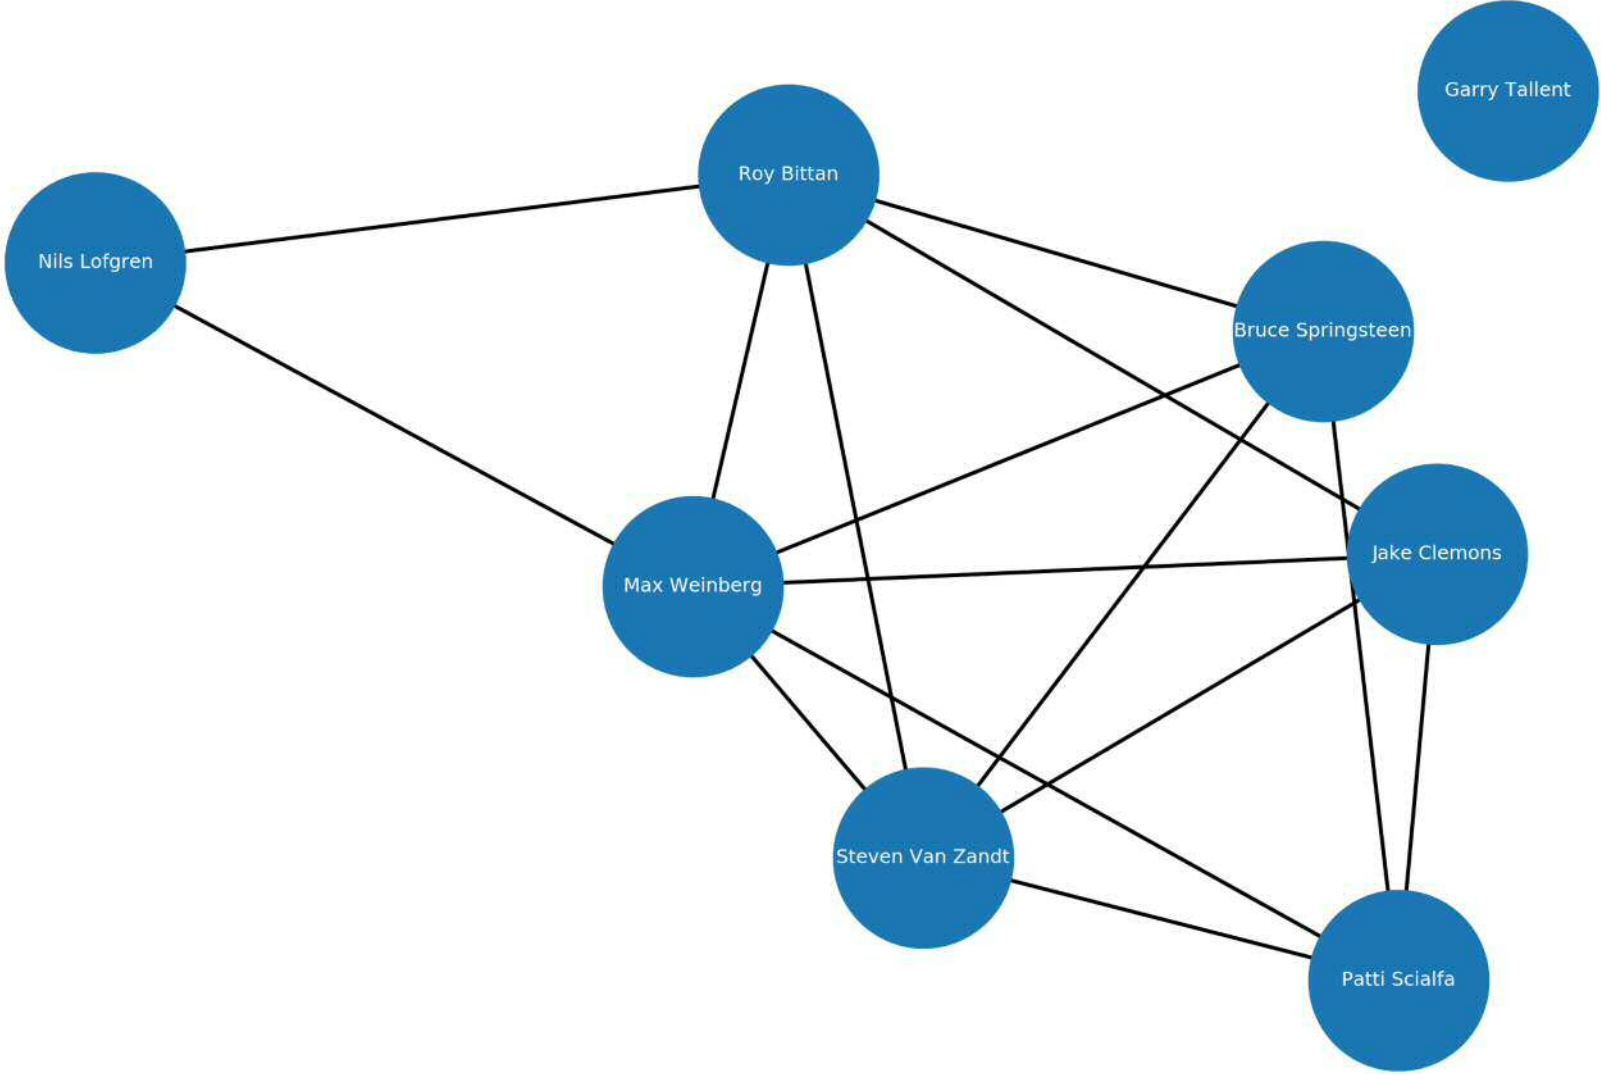 Garry Tallent
Roy Bittan
Nils Lofgren
Bruce Springsteen
Jake Clemons
Max Weinberg
Steven Van Zandt
Patti Scialfa